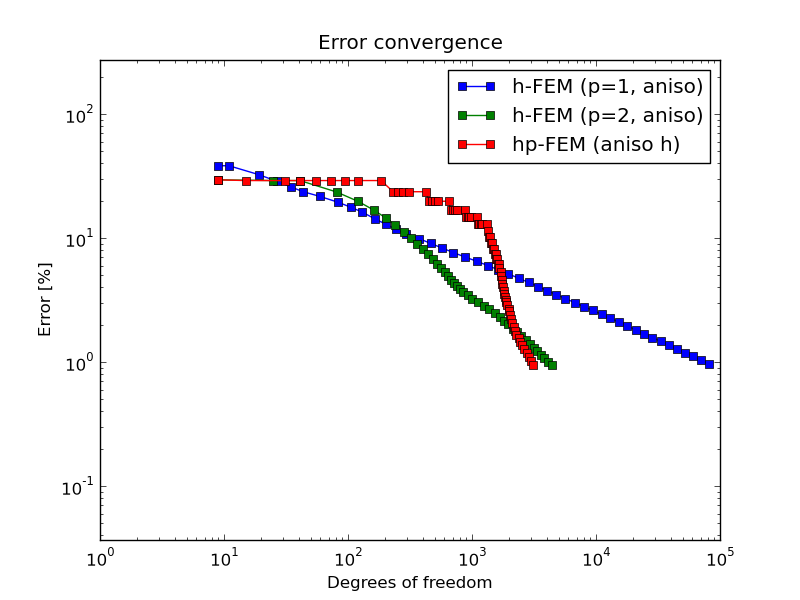 Error convergence
h-FEM (p=1, aniso)
h-FEM (p=2, aniso)
hp-FEM (aniso h)
Error [%]
10^2
10^1
10^0
10^-1
10^0 10^1 10^2 10^3 10^4 10^5
Degrees of freedom